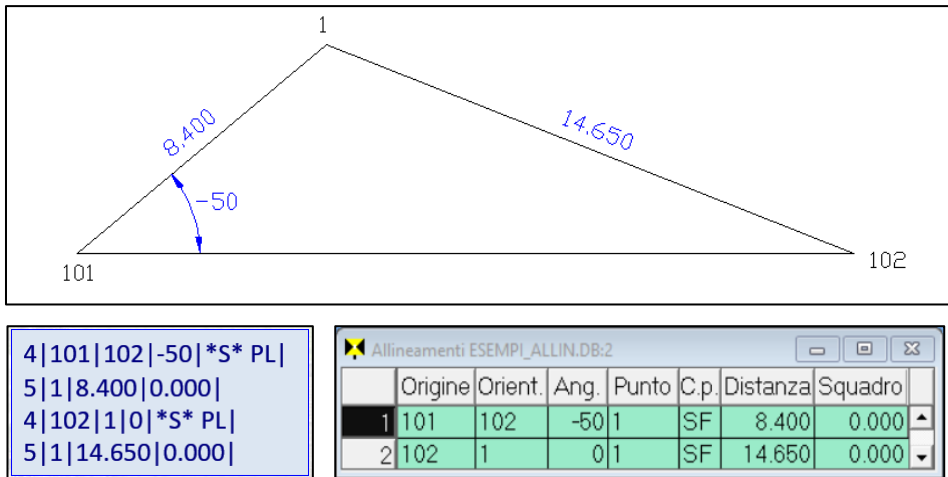 1
8.400
14.650
-50
101
102
4|101|102|-50|*S* PL|
5|1|8.400|0.000|
4|102|1|0|*S* PL|
5|1|14.650|0.000|
Allineamenti ESEMPI_ALLIN.DB:2
Origine Orient. Ang. Punto C.p. Distanza Squadro
1 101 102 -50 1 SF 8.400 0.000
2 102 1 0 1 SF 14.650 0.000